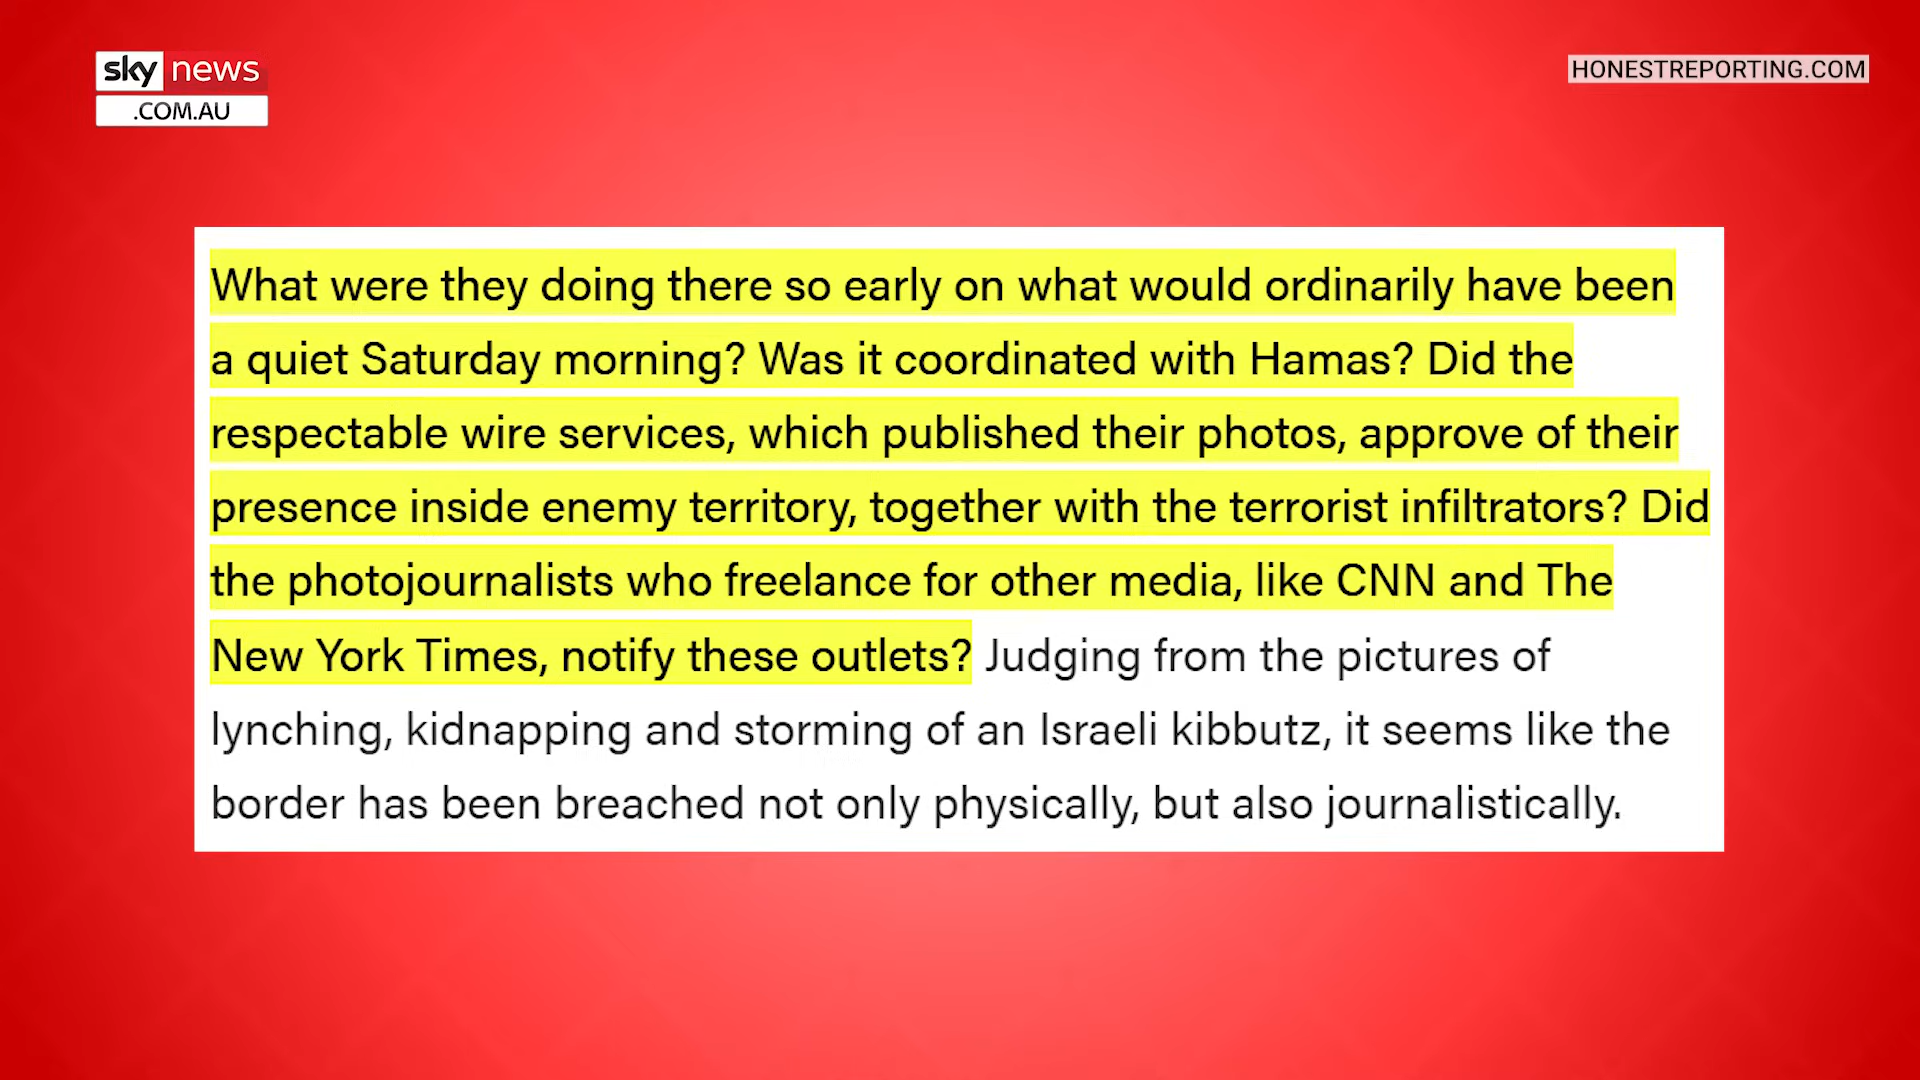 sky news
.COM.AU
HONESTREPORTING.COM
What were they doing there so early on what would ordinarily have been
a quiet Saturday morning? Was it coordinated with Hamas? Did the
respectable wire services, which published their photos, approve of their
presence inside enemy territory, together with the terrorist infiltrators? Did
the photojournalists who freelance for other media, like CNN and The
New York Times, notify these outlets? Judging from the pictures of
lynching, kidnapping and storming of an Israeli kibbutz, it seems like the
border has been breached not only physically, but also journalistically.